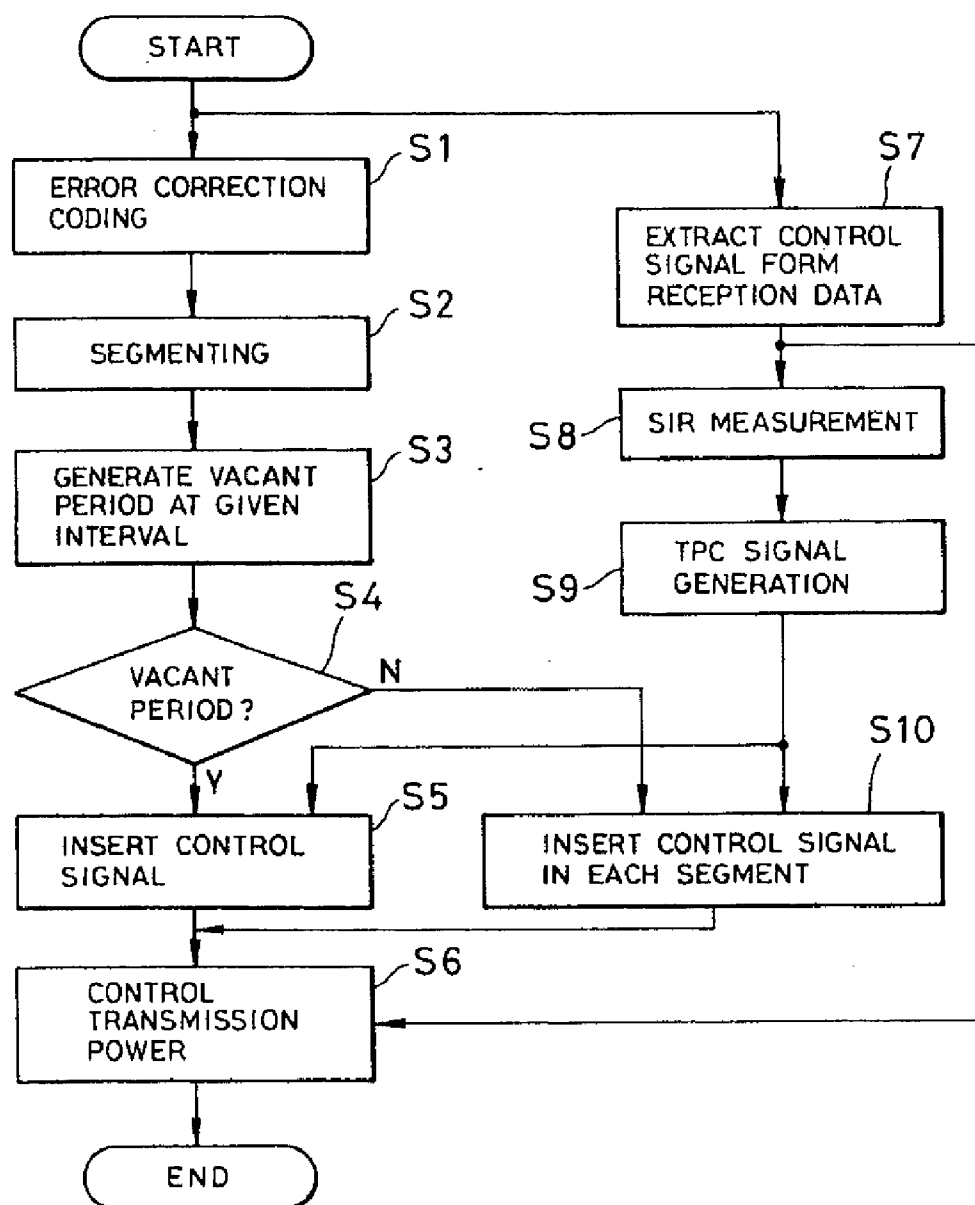 START
S1
ERROR CORRECTION
CODING
S7
EXTRACT CONTROL
SIGNAL FORM
RECEPTION DATA
S2
SEGMENTING
S8
SIR MEASUREMENT
S3
GENERATE VACANT
PERIOD AT GIVEN
INTERVAL
S9
TPC SIGNAL
GENERATION
S4
VACANT
PERIOD?
N
Y
S5
INSERT CONTROL
SIGNAL
S10
INSERT CONTROL SIGNAL
IN EACH SEGMENT
S6
CONTROL
TRANSMISSION
POWER
END